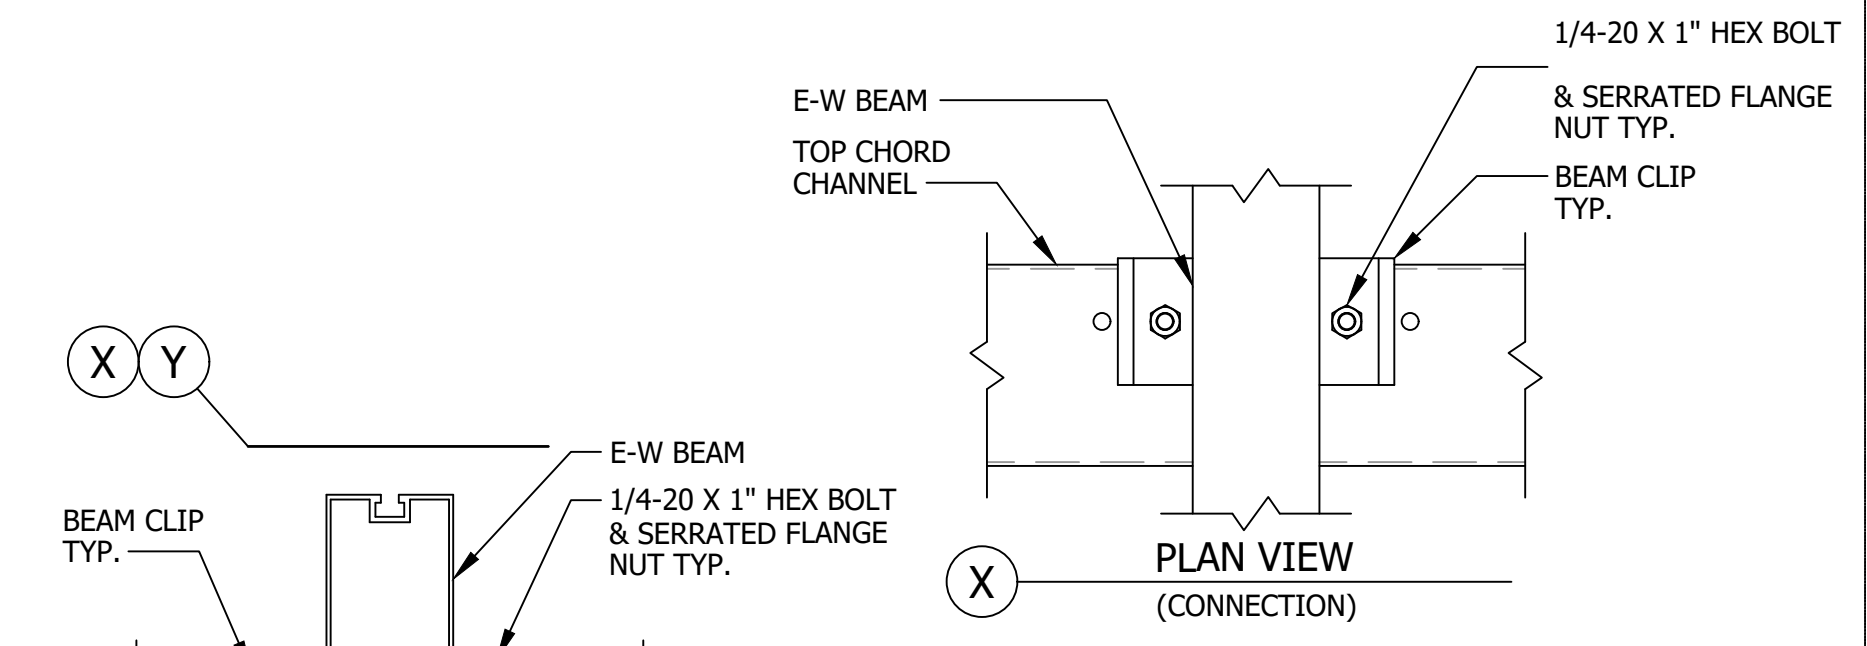 1/4-20 X 1" HEX BOLT
& SERRATED FLANGE
NUT TYP.
E-W BEAM
TOP CHORD
CHANNEL
BEAM CLIP
TYP.
X
Y
E-W BEAM
1/4-20 X 1" HEX BOLT
& SERRATED FLANGE
NUT TYP.
BEAM CLIP
TYP.
X
PLAN VIEW
(CONNECTION)